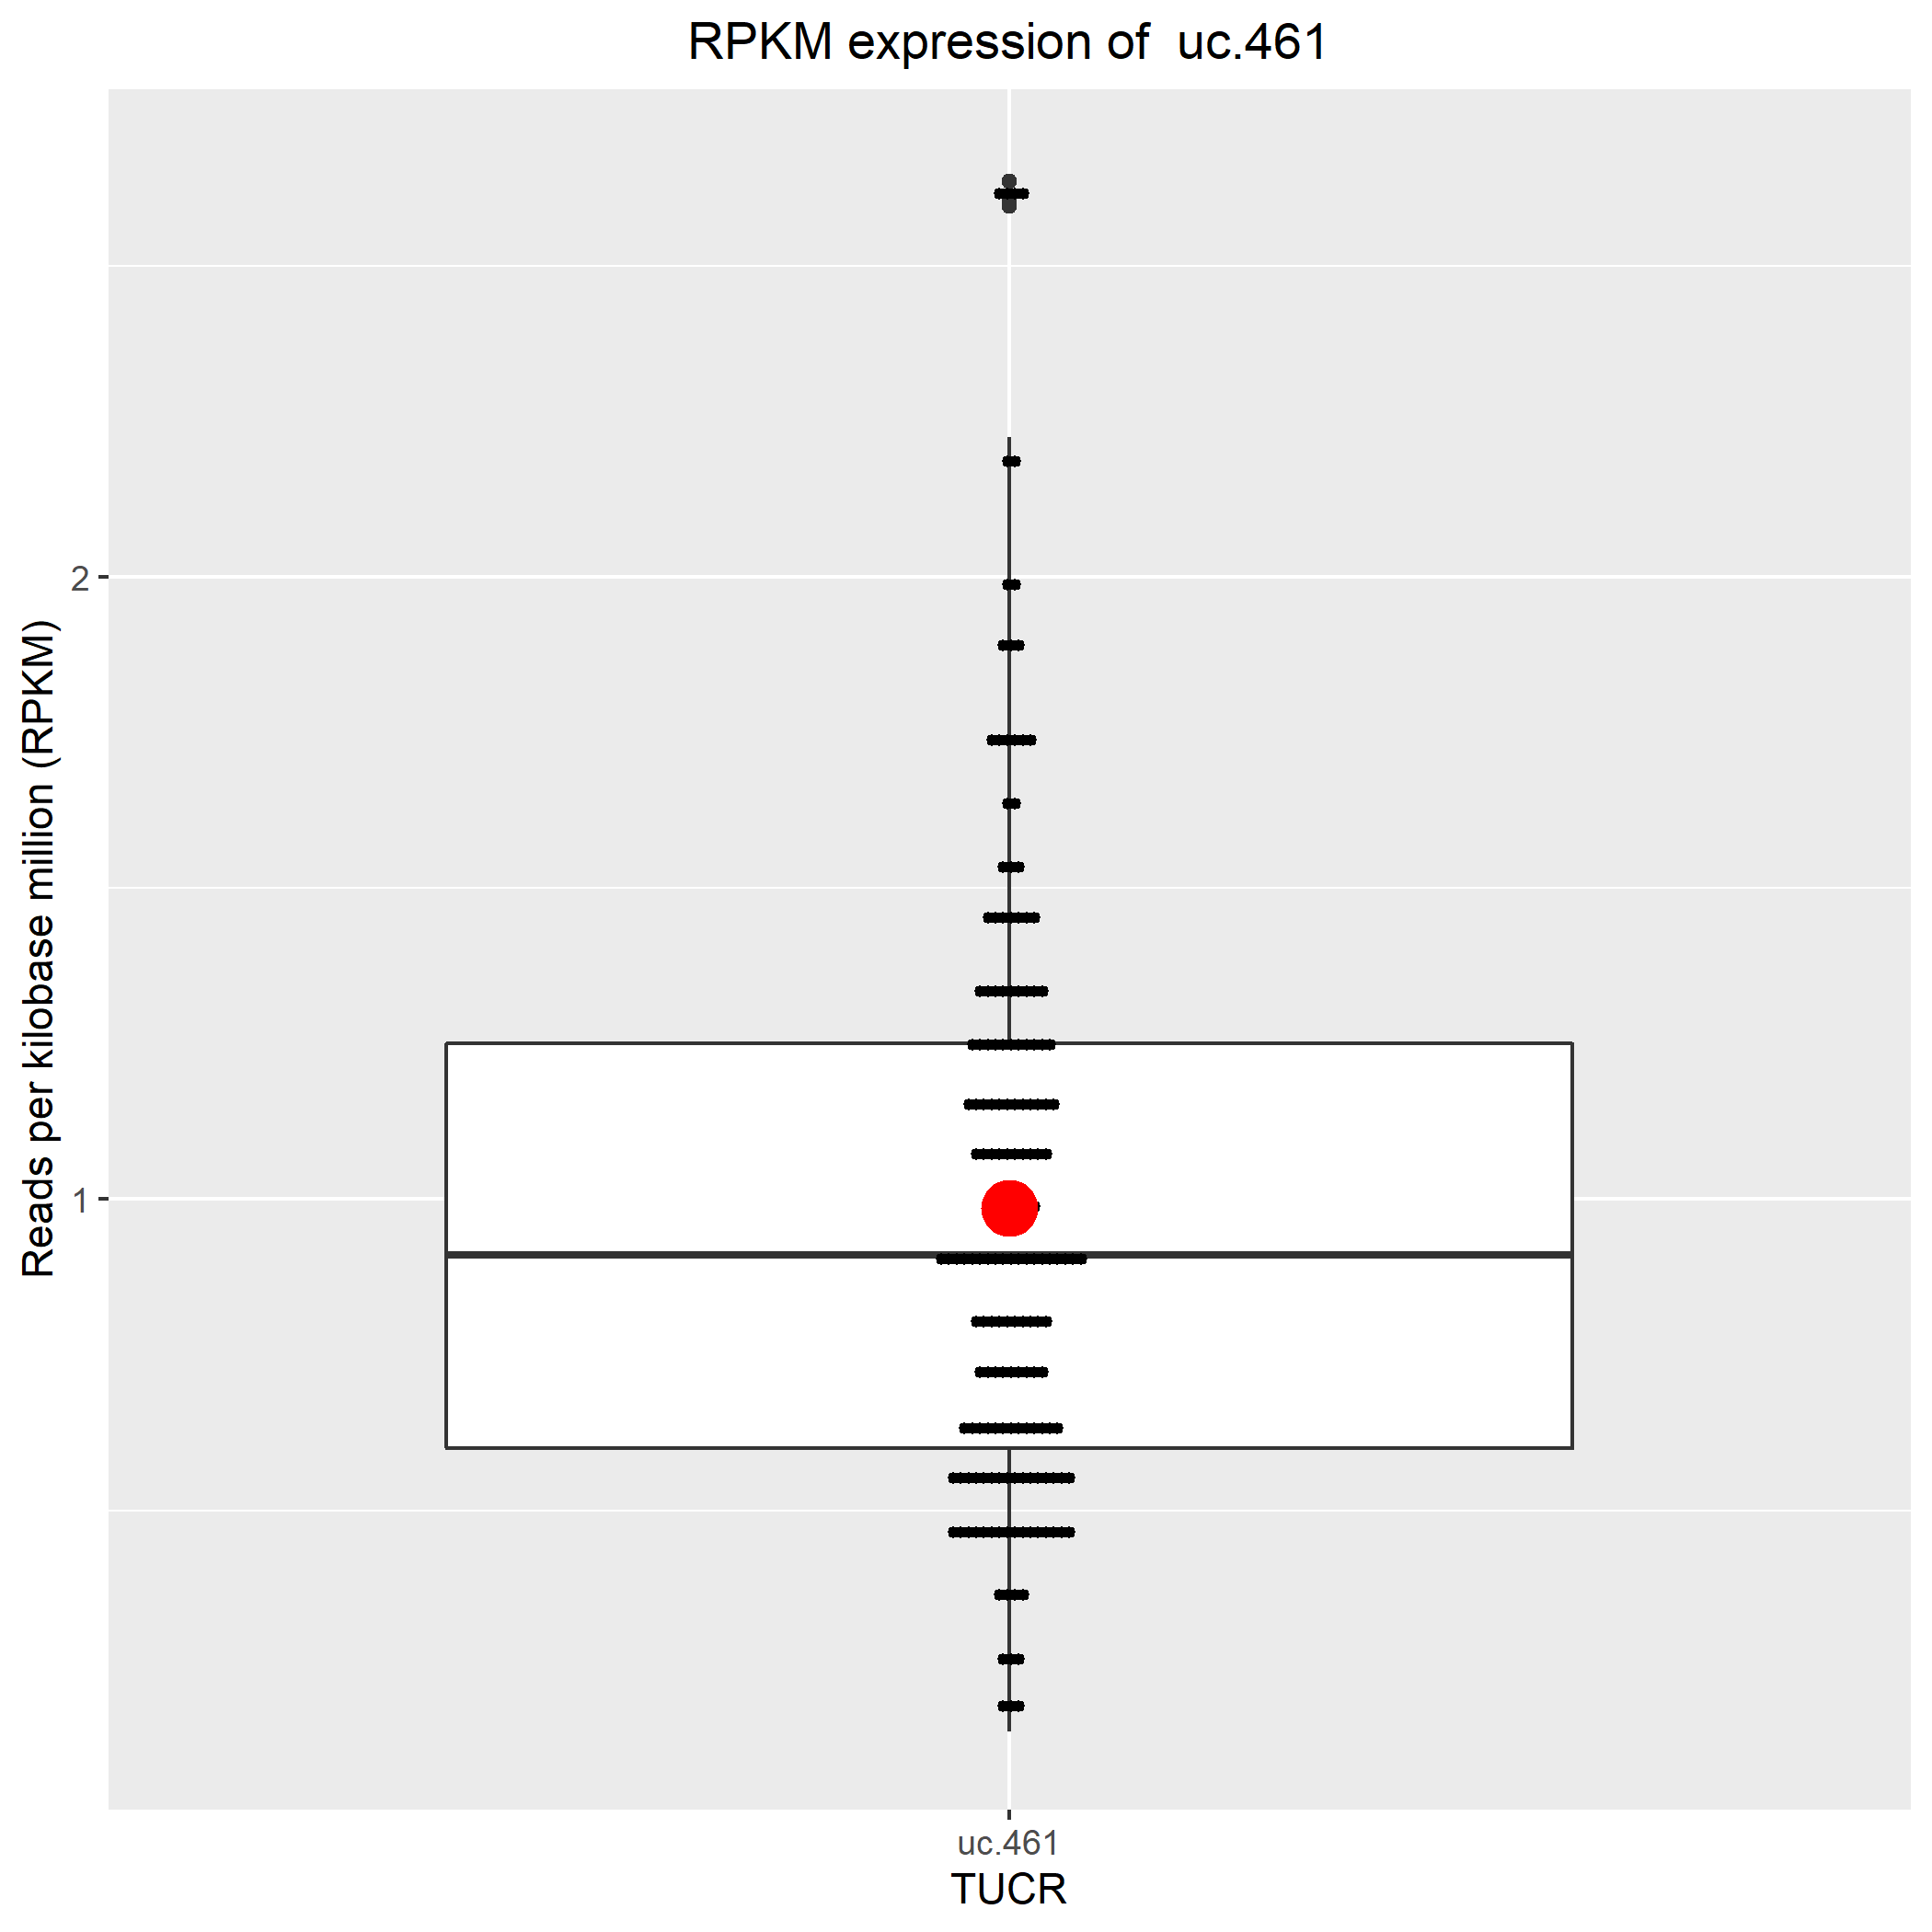 RPKM expression of  uc.461
Reads per kilobase million (RPKM)
2
1
uc.461
TUCR